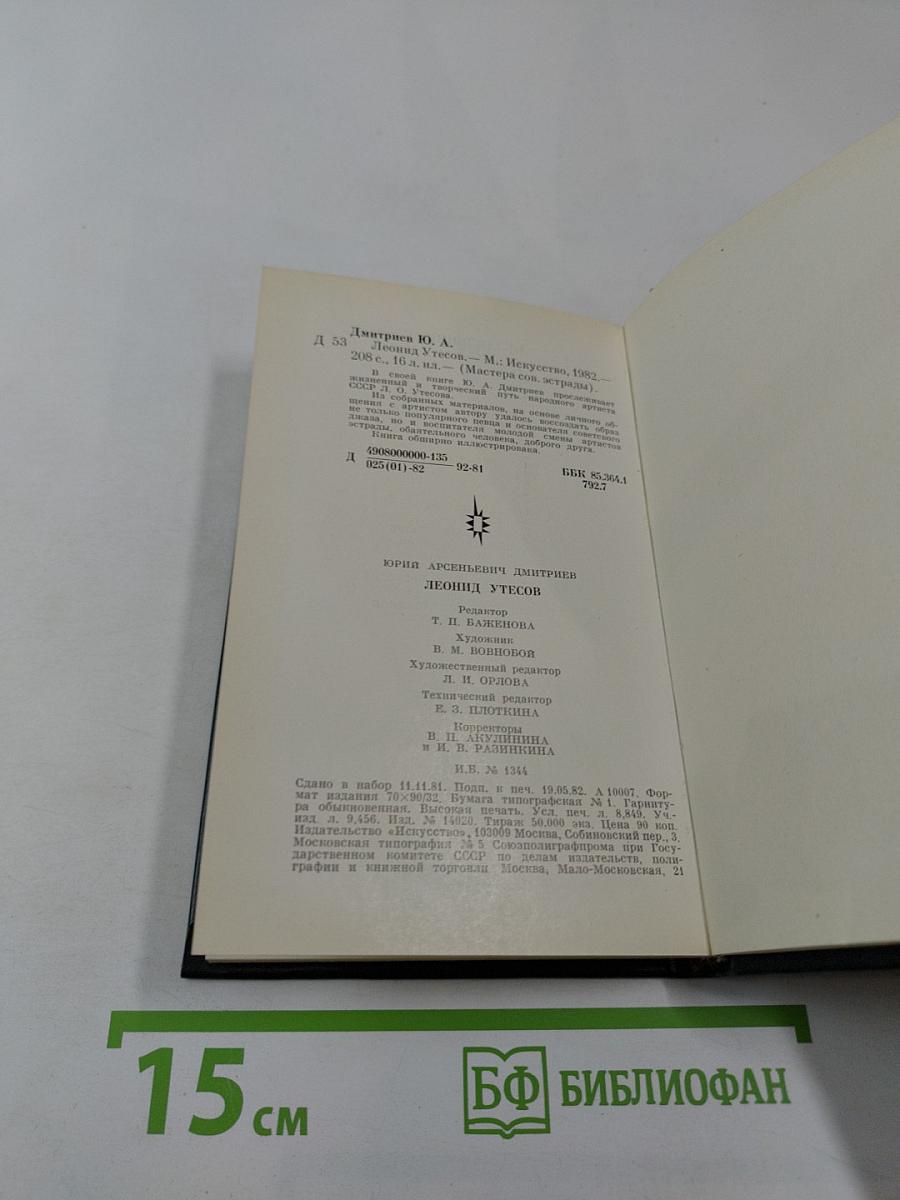 Дмитриев Ю. А.
Д 53 Леонид Утесов.— М.: Искусство, 1982.—
208 с., 16 л. ил.— (Мастера сов. эстрады).
В своей книге Ю. А. Дмитриев прослеживает
жизненный и творческий путь народного артиста
СССР Л. О. Утесова.
Из собранных материалов, на основе личного об-
щения с артистом автору удалось воссоздать образ
не только популярного певца и основателя советского
джаза, но и воспитателя молодой смены артистов
эстрады, обаятельного человека, доброго друга.
Книга обширно иллюстрирована.
Д 4908000000-135
025(01)-82 92-81
ББК 85.364.1
792.7
ЮРИЙ АРСЕНЬЕВИЧ ДМИТРИЕВ
ЛЕОНИД УТЕСОВ
Редактор
Т. П. БАЖЕНОВА
Художник
В. М. ВОВНОБОЙ
Художественный редактор
Л. И. ОРЛОВА
Технический редактор
Е. З. ПЛОТКИНА
Корректоры
В. П. АКУЛИНИНА
и И. В. РАЗИНКИНА
И.Б. № 1344
Сдано в набор 11.11.81. Подп. к печ. 19.05.82. А 10007. Фор-
мат издания 70×90/32. Бумага типографская № 1. Гарниту-
ра обыкновенная. Высокая печать. Усл. печ. л. 8,849. Уч.-
изд. л. 9,456. Изд. № 14020. Тираж 50.000 экз. Цена 90 коп.
Издательство «Искусство», 103009 Москва, Собиновский пер., 3.
Московская типография № 5 Союзполиграфпрома при Госу-
дарственном комитете СССР по делам издательств, поли-
графии и книжной торговли Москва, Мало-Московская, 21
15 см
БФ БИБЛИОФАН